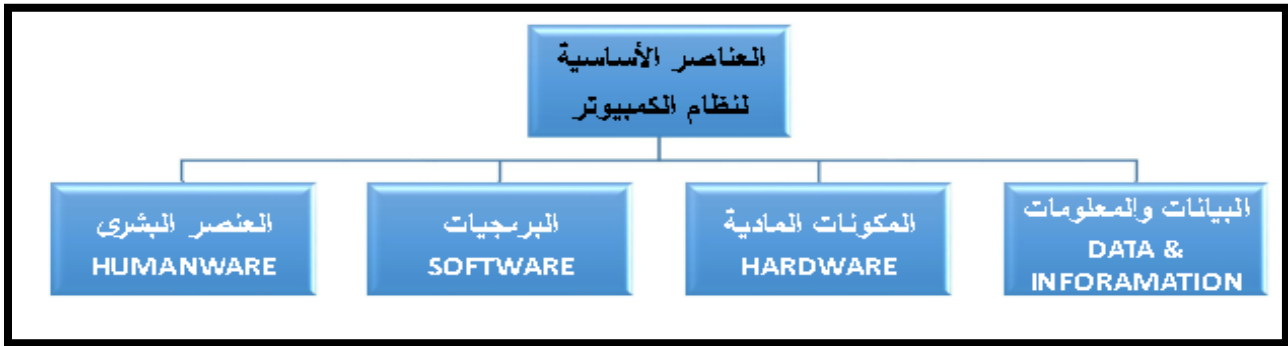 العناصر الأساسية
لنظام الكمبيوتر
البيانات والمعلومات
DATA &
INFORAMATION
المكونات المادية
HARDWARE
البرمجيات
SOFTWARE
العنصر البشرى
HUMANWARE